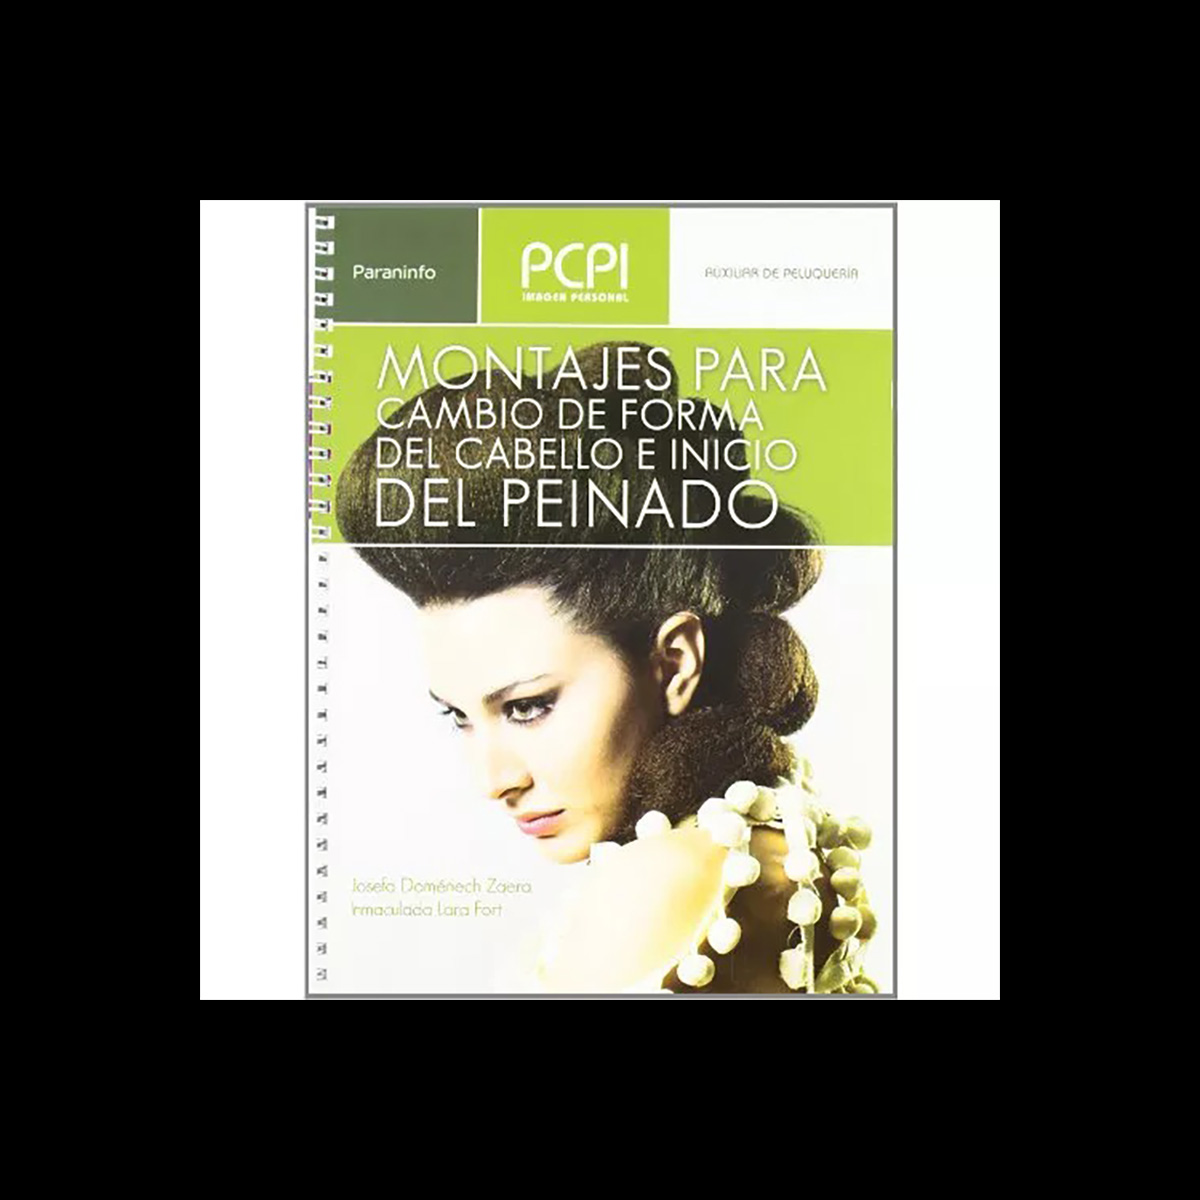 Paraninfo
PCPI
IMAGEN PERSONAL
AUXILIAR DE PELUQUERÍA
MONTAJES PARA
CAMBIO DE FORMA
DEL CABELLO E INICIO
DEL PEINADO
Josefa Doménech Zaera
Inmaculada Lara Fort